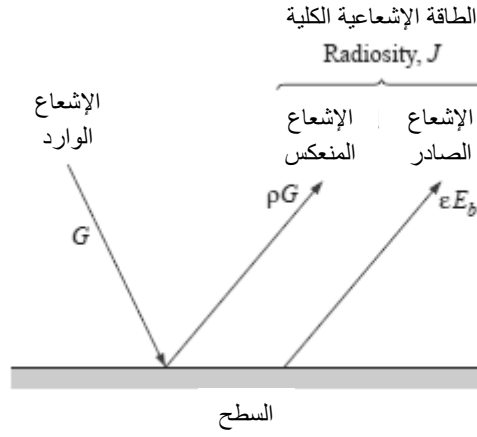 الطاقة الإشعاعية الكلية
Radiosity, J
الإشعاع
الوارد
الإشعاع
المنعكس
الإشعاع
الصادر
G
ρG
εE_b
السطح